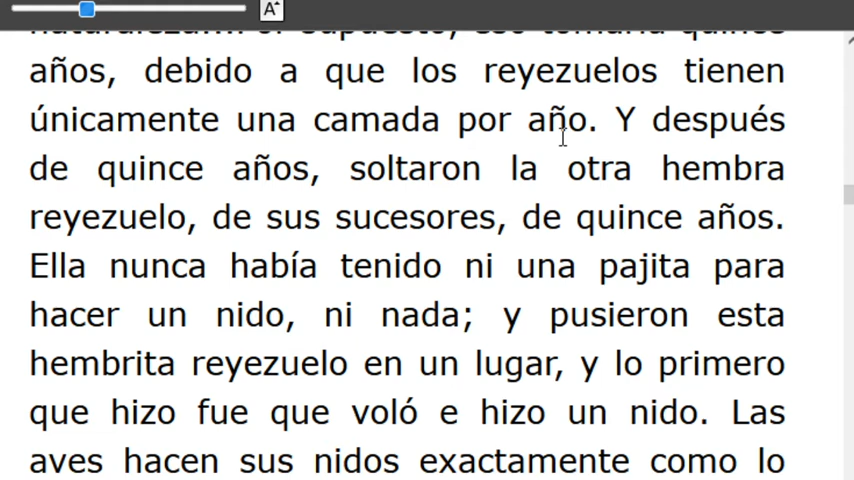 A
años, debido a que los reyezuelos tienen
únicamente una camada por año. Y después
de quince años, soltaron la otra hembra
reyezuelo, de sus sucesores, de quince años.
Ella nunca había tenido ni una pajita para
hacer un nido, ni nada; y pusieron esta
hembrita reyezuelo en un lugar, y lo primero
que hizo fue que voló e hizo un nido. Las
aves hacen sus nidos exactamente como lo